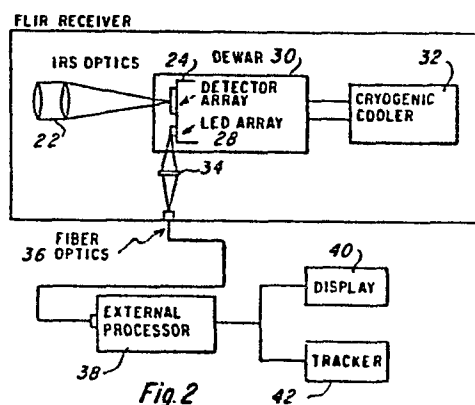 FLIR RECEIVER
IRS OPTICS
22
24
DEWAR
30
DETECTOR
ARRAY
LED ARRAY
28
32
CRYOGENIC
COOLER
34
36
FIBER
OPTICS
EXTERNAL
PROCESSOR
38
40
DISPLAY
TRACKER
42
Fig. 2